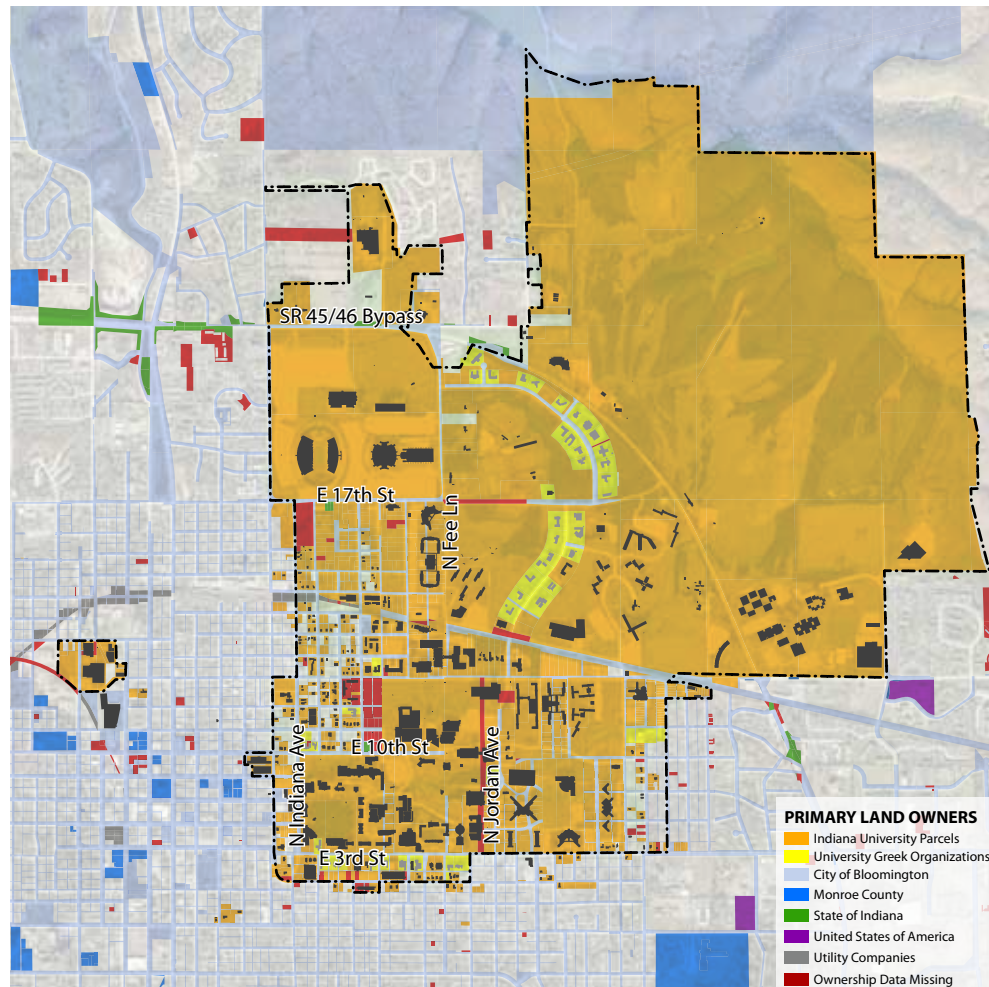 SR 45/46 Bypass
E 17th St
N Fee Ln
E 10th St
N Indiana Ave
N Jordan Ave
E 3rd St
PRIMARY LAND OWNERS
Indiana University Parcels
University Greek Organizations
City of Bloomington
Monroe County
State of Indiana
United States of America
Utility Companies
Ownership Data Missing